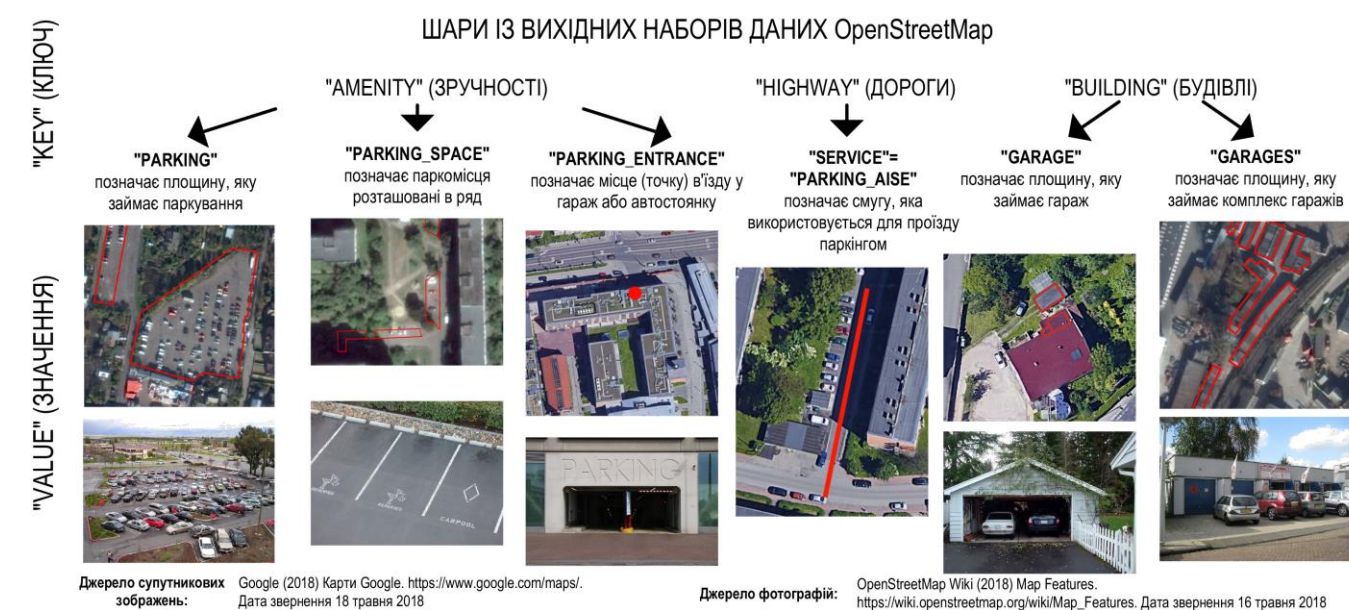 ШАРИ ІЗ ВИХІДНИХ НАБОРІВ ДАНИХ OpenStreetMap
"KEY" (КЛЮЧ)
"AMENITY" (ЗРУЧНОСТІ)
"HIGHWAY" (ДОРОГИ)
"BUILDING" (БУДІВЛІ)
"VALUE" (ЗНАЧЕННЯ)
"PARKING"
позначає площину, яку
займає паркування
"PARKING_SPACE"
позначає паркомісця
розташовані в ряд
"PARKING_ENTRANCE"
позначає місце (точку) в'їзду у
гараж або автостоянку
"SERVICE"=
"PARKING_AISE"
позначає смугу, яка
використовується для проїзду
паркінгом
"GARAGE"
позначає площину, яку
займає гараж
"GARAGES"
позначає площину, яку
займає комплекс гаражів
CARPOOL
PARKING
Джерело супутникових
зображень:
Google (2018) Карти Google. https://www.google.com/maps/.
Дата звернення 18 травня 2018
Джерело фотографій:
OpenStreetMap Wiki (2018) Map Features.
https://wiki.openstreetmap.org/wiki/Map_Features. Дата звернення 16 травня 2018